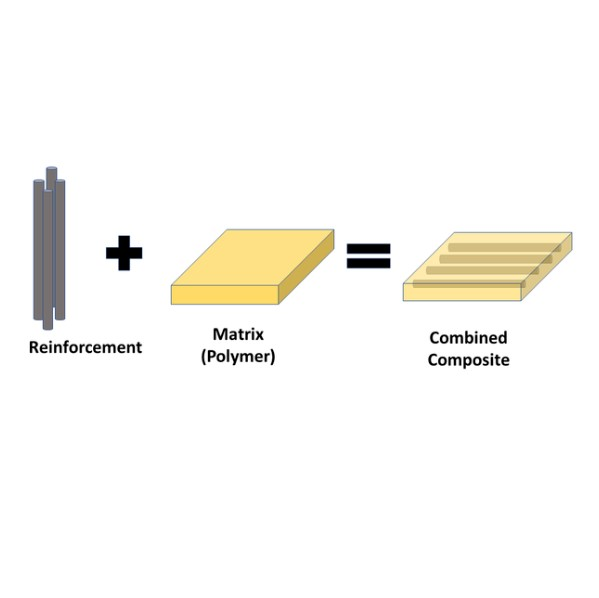 Reinforcement
Matrix
(Polymer)
Combined
Composite